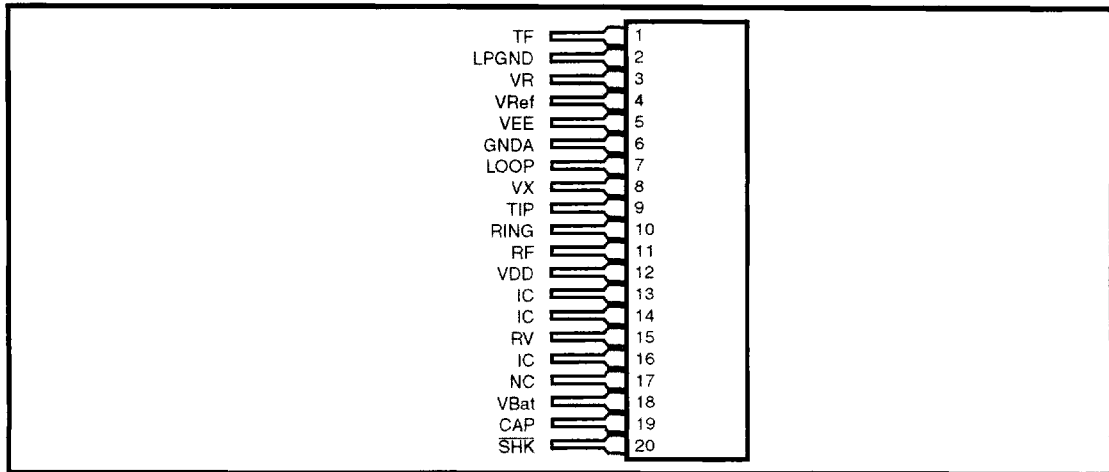 TF 1
LPGND 2
VR 3
VRef 4
VEE 5
GNDA 6
LOOP 7
VX 8
TIP 9
RING 10
RF 11
VDD 12
IC 13
IC 14
RV 15
IC 16
NC 17
VBat 18
CAP 19
S̅H̅K̅ 20